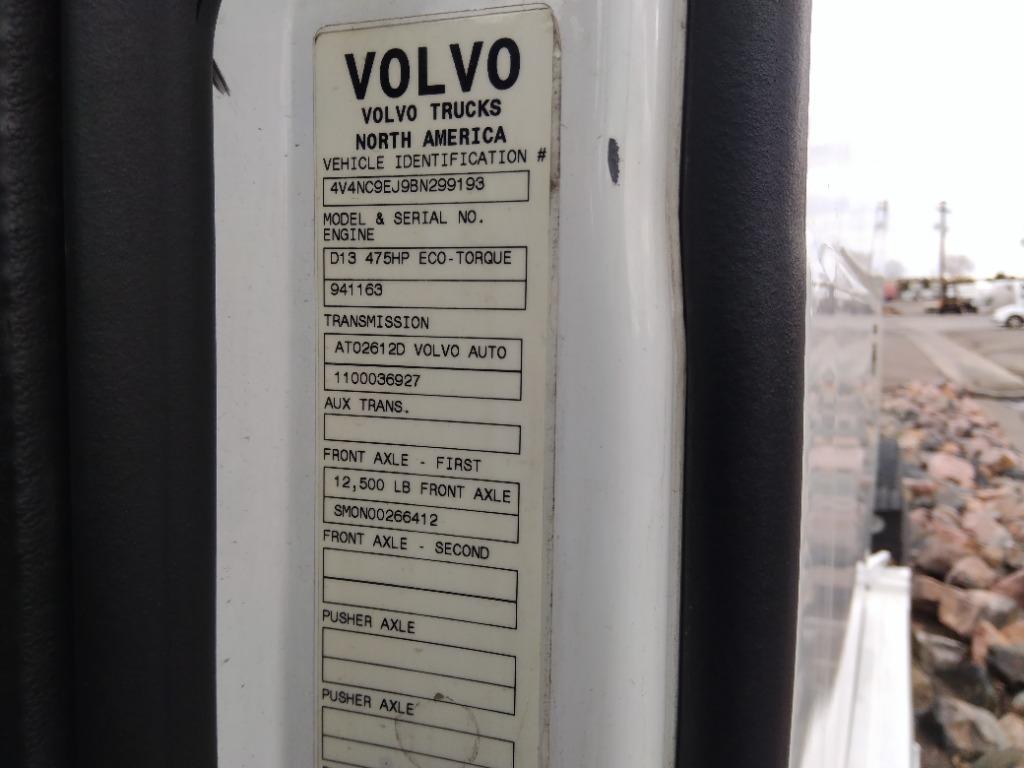 VOLVO
VOLVO TRUCKS
NORTH AMERICA
VEHICLE IDENTIFICATION #
4V4NC9EJ9BN299193
MODEL & SERIAL NO.
ENGINE
D13 475HP ECO-TORQUE
941163
TRANSMISSION
ATO2612D VOLVO AUTO
1100036927
AUX TRANS.
FRONT AXLE - FIRST
12,500 LB FRONT AXLE
SMON00266412
FRONT AXLE - SECOND
PUSHER AXLE
PUSHER AXLE